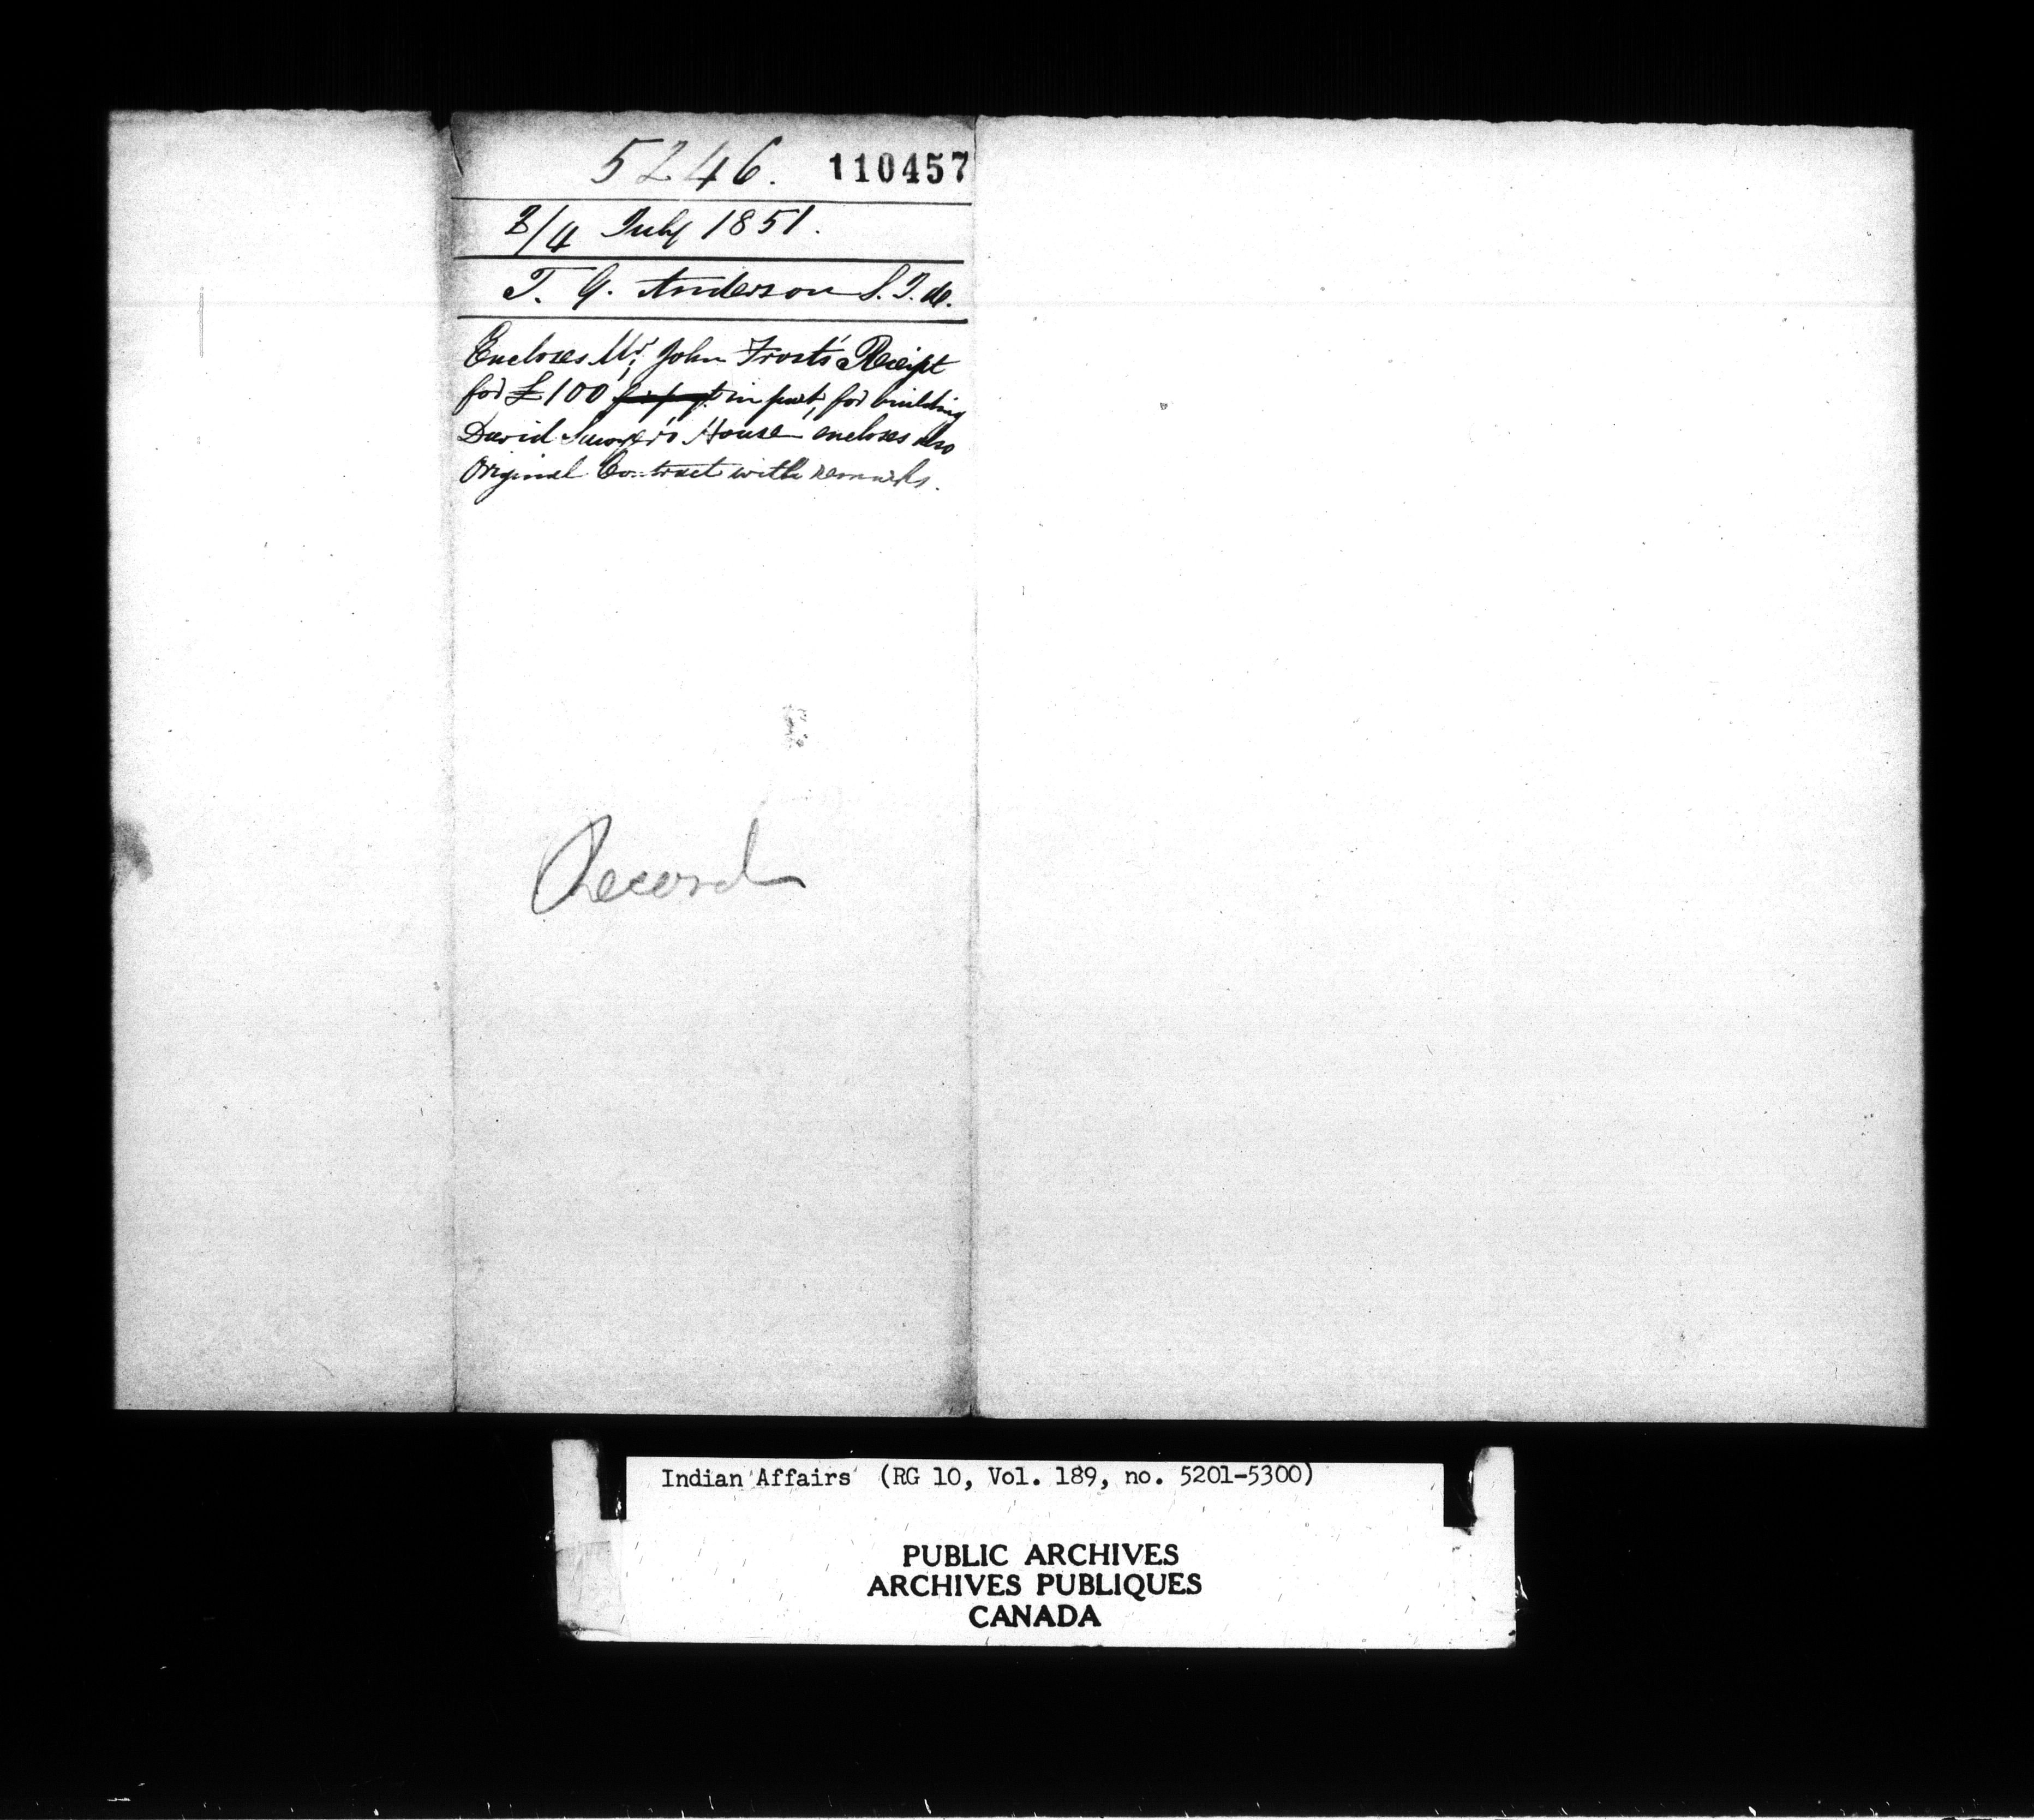 5246. 110457
2/4 July 1851.
T. G. Anderson S. I. A.
Encloses Mr. John Frost's Receipt
for £100 in part, for building
David Sawyer's House encloses also
Original Contract with remarks.
Record
Indian Affairs (RG 10, Vol. 189, no. 5201-5300)
PUBLIC ARCHIVES
ARCHIVES PUBLIQUES
CANADA